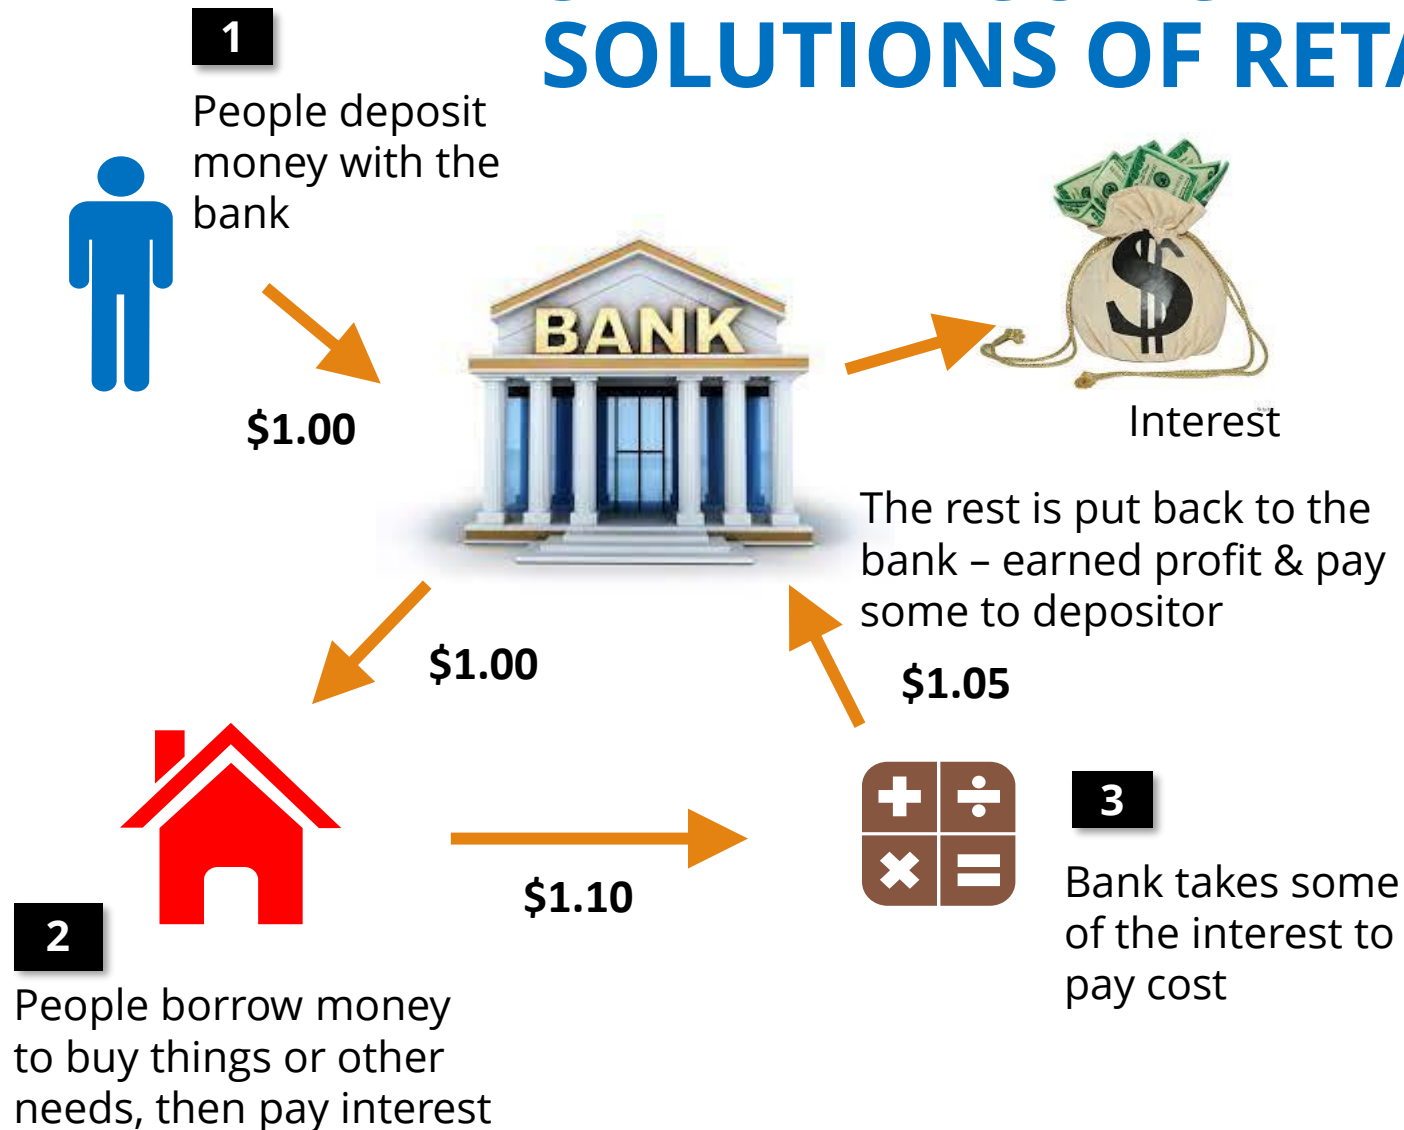 SOLUTIONS OF
1
People deposit
money with the
bank
BANK
$
Interest
$1.00
The rest is put back to the
bank – earned profit & pay
some to depositor
$1.00
$1.05
$1.10
3
Bank takes some
of the interest to
pay cost
2
People borrow money
to buy things or other
needs, then pay interest